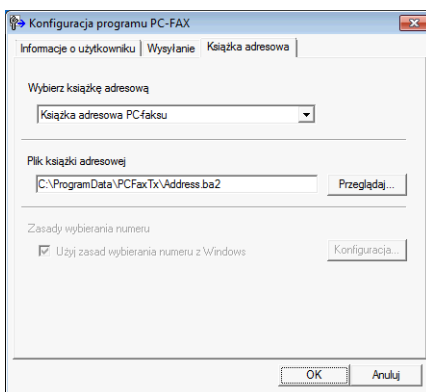 Konfiguracja programu PC-FAX
Informacje o użytkowniku Wysyłanie Książka adresowa
Wybierz książkę adresową
Książka adresowa PC-faksu
Plik książki adresowej
C:\ProgramData\PCFaxTx\Address.ba2 Przeglądaj...
Zasady wybierania numeru
Użyj zasad wybierania numeru z Windows Konfiguracja...
OK Anuluj